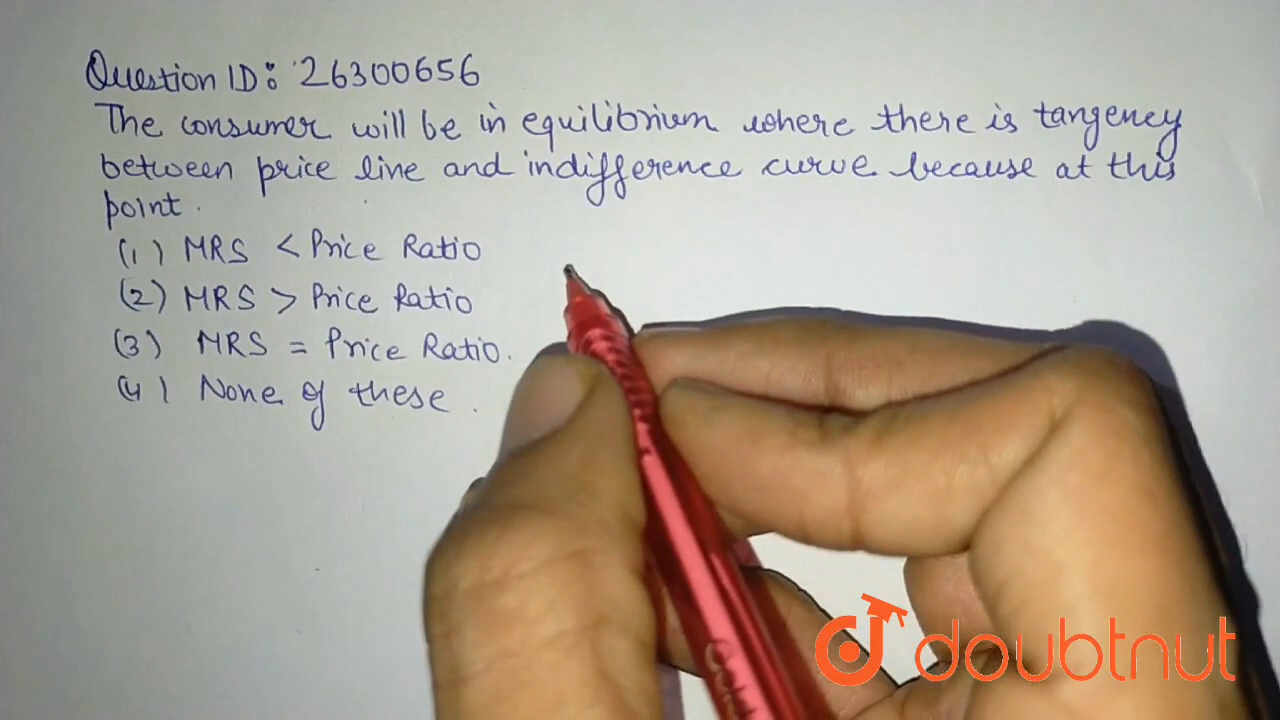 Question ID: 26300656
The consumer will be in equilibrium where there is tangency
between price line and indifference curve because at this
point.
(1) MRS < Price Ratio
(2) MRS > Price Ratio
(3) MRS = Price Ratio.
(4) None of these.
doubtnut